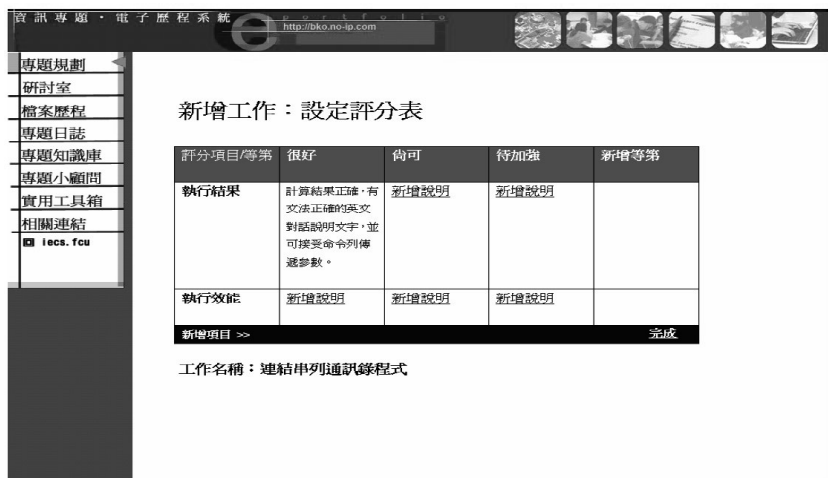 資訊專題・電子歷程系統
e portfolio
http://bko.no-ip.com
專題規劃
研討室
檔案歷程
專題日誌
專題知識庫
專題小顧問
實用工具箱
相關連結
iecs.fcu
新增工作：設定評分表
評分項目/等第 很好 尚可 待加強 新增等第
執行結果 計算結果正確，有 新增說明 新增說明
文法正確的英文
對話說明文字，並
可接受命令列傳
遞參數。
執行效能 新增說明 新增說明 新增說明
新增項目 >> 完成
工作名稱：連結串列通訊錄程式